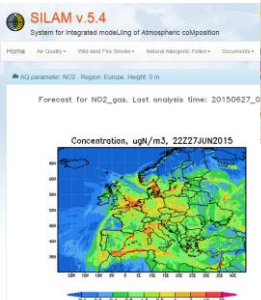 SILAM v.5.4
System for Integrated modeLling of Atmospheric coMposition
Home Air Quality Wild-land Fire Smoke Natural Allergenic Pollen Documents
AQ parameter: NO2 . Region: Europe. Height: 0 m.
Forecast for NO2_gas. Last analysis time: 20150627_0
Concentration, ugN/m3, 22Z27JUN2015